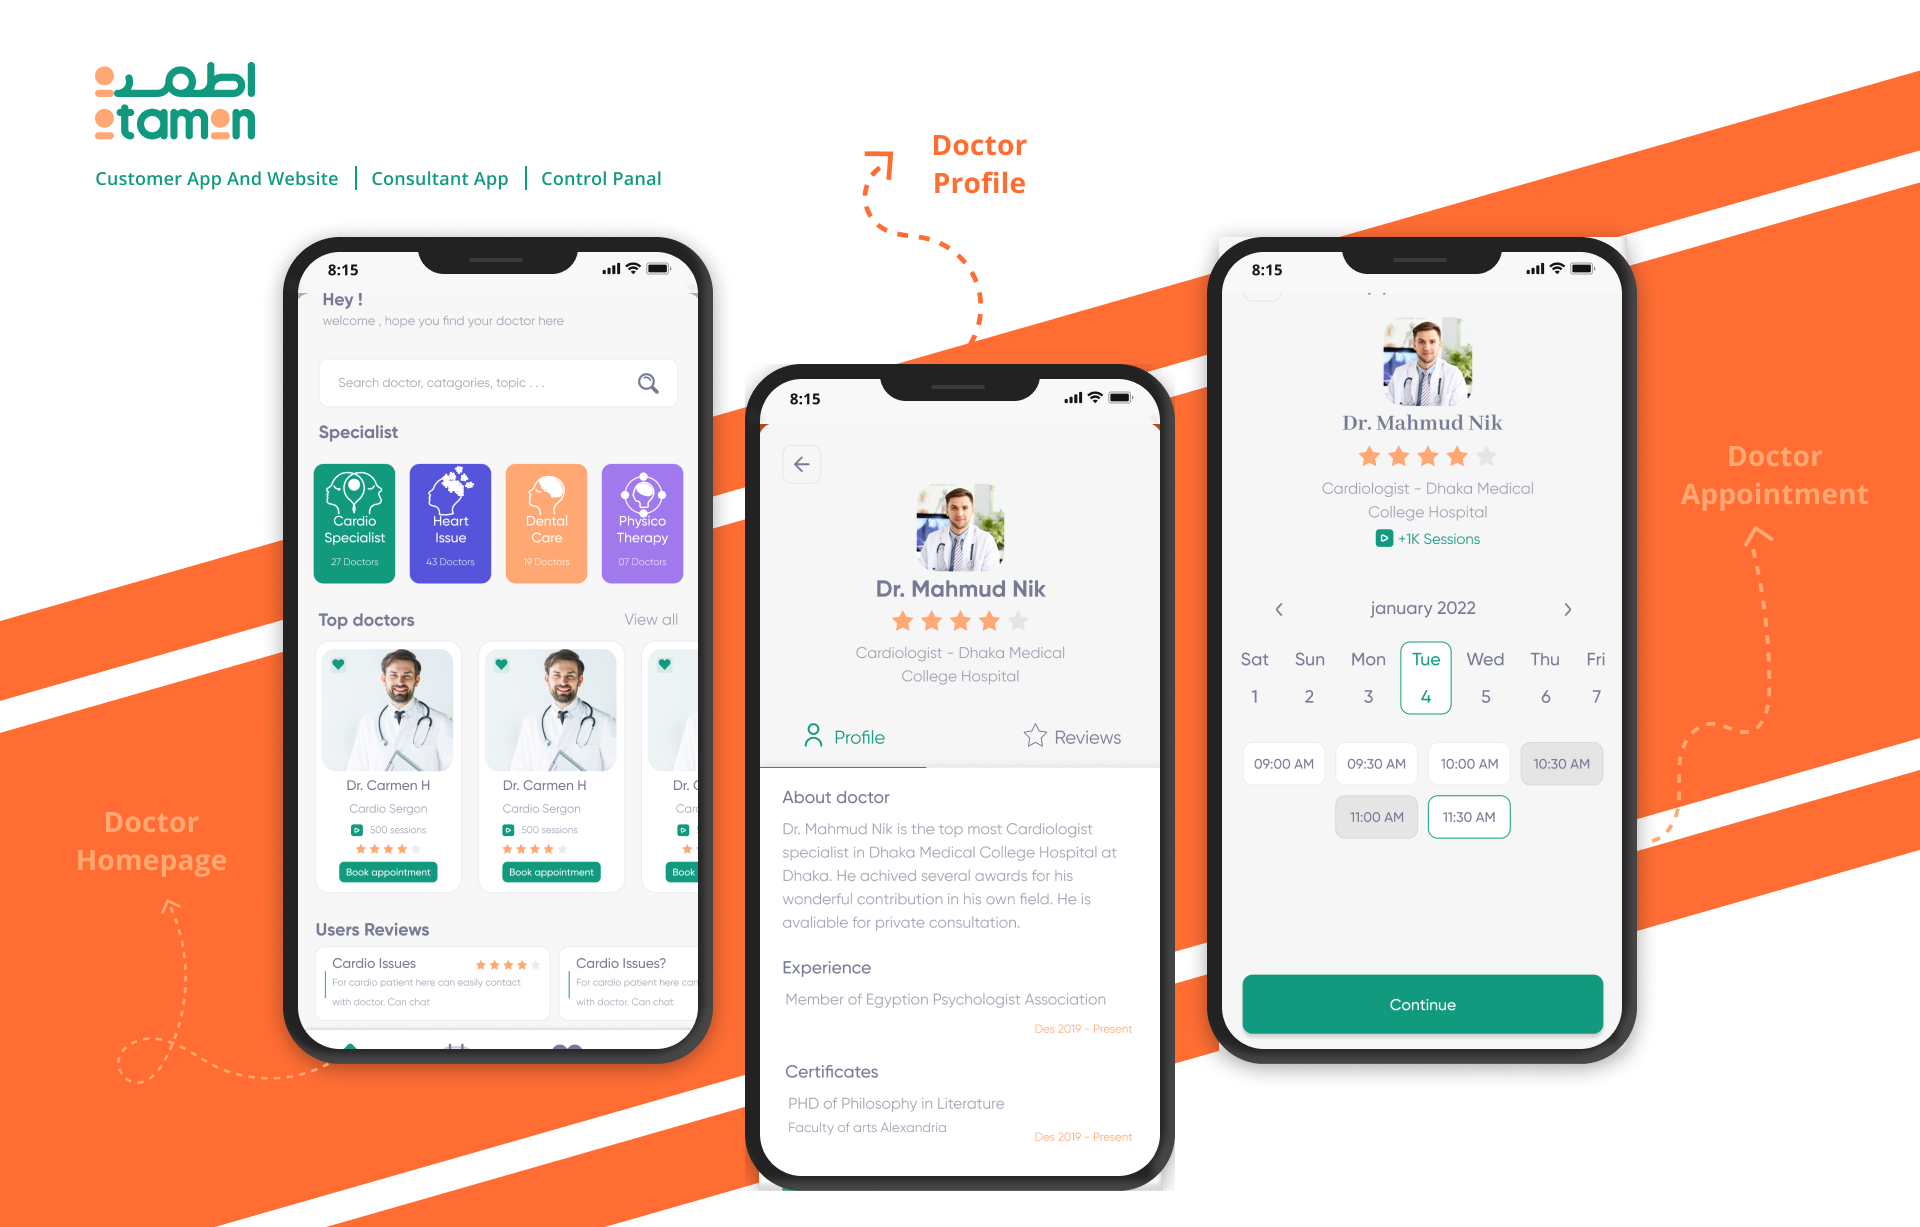 اطمن
otamen
Customer App And Website | Consultant App | Control Panal
Doctor
Profile
8:15
Hey !
welcome , hope you find your doctor here
Search doctor, catagories, topic . . .
Specialist
Cardio
Specialist
27 Doctors
Heart
Issue
43 Doctors
Dental
Care
19 Doctors
Physico
Therapy
07 Doctors
Top doctors
View all
Dr. Carmen H
Cardio Sergon
500 sessions
Book appointment
Dr. Carmen H
Cardio Sergon
500 sessions
Book appointment
Book
Users Reviews
Cardio Issues
For cardio patient here can easily contact
with doctor. Can chat
Cardio Issues?
For cardio patient here can
with doctor. Can chat
Doctor
Homepage
8:15
Dr. Mahmud Nik
Cardiologist - Dhaka Medical
College Hospital
Profile
Reviews
About doctor
Dr. Mahmud Nik is the top most Cardiologist
specialist in Dhaka Medical College Hospital at
Dhaka. He achived several awards for his
wonderful contribution in his own field. He is
avaliable for private consultation.
Experience
Member of Egyption Psychologist Association
Des 2019 - Present
Certificates
PHD of Philosophy in Literature
Faculty of arts Alexandria
Des 2019 - Present
8:15
Dr. Mahmud Nik
Cardiologist - Dhaka Medical
College Hospital
+1K Sessions
january 2022
Sat Sun Mon Tue Wed Thu Fri
1 2 3 4 5 6 7
09:00 AM 09:30 AM 10:00 AM 10:30 AM
11:00 AM 11:30 AM
Continue
Doctor
Appointment